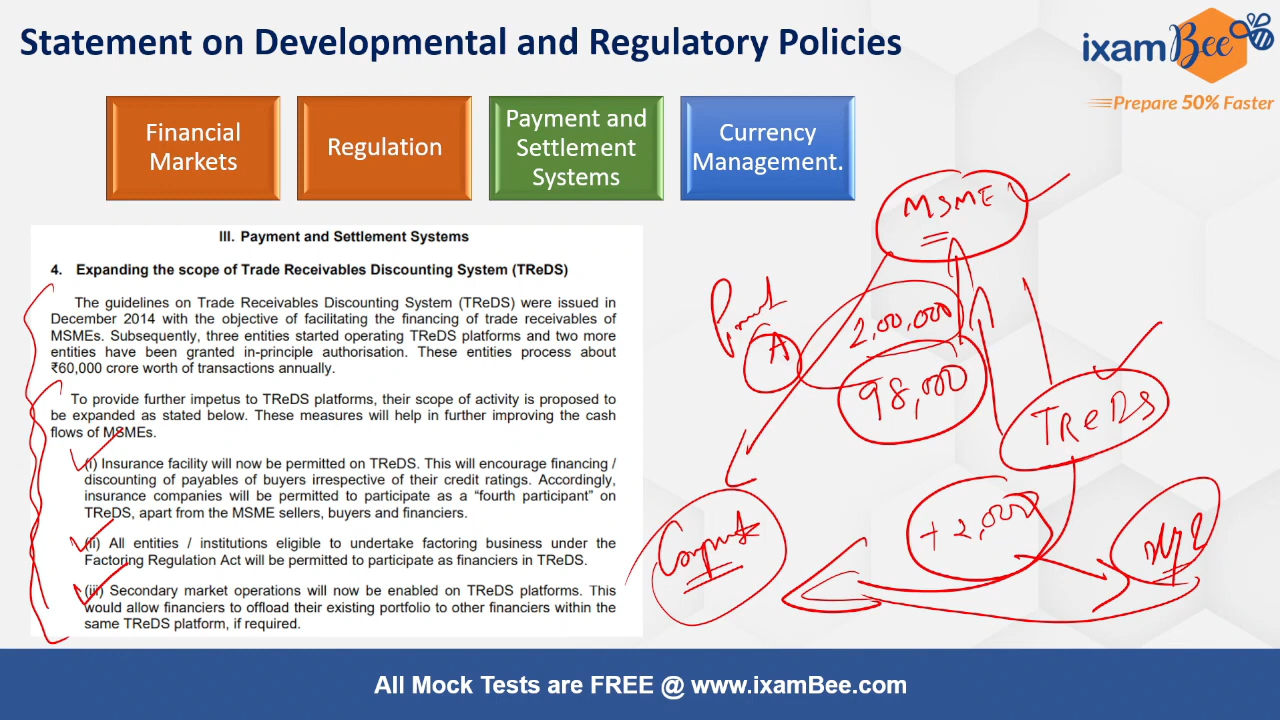 Statement on Developmental and Regulatory Policies
ixamBee
Prepare 50% Faster
Financial
Markets
Regulation
Payment and
Settlement
Systems
Currency
Management.
III. Payment and Settlement Systems
4. Expanding the scope of Trade Receivables Discounting System (TReDS)
The guidelines on Trade Receivables Discounting System (TReDS) were issued in
December 2014 with the objective of facilitating the financing of trade receivables of
MSMEs. Subsequently, three entities started operating TReDS platforms and two more
entities have been granted in-principle authorisation. These entities process about
₹60,000 crore worth of transactions annually.
To provide further impetus to TReDS platforms, their scope of activity is proposed to
be expanded as stated below. These measures will help in further improving the cash
flows of MSMEs.
(i) Insurance facility will now be permitted on TReDS. This will encourage financing /
discounting of payables of buyers irrespective of their credit ratings. Accordingly,
insurance companies will be permitted to participate as a “fourth participant” on
TReDS, apart from the MSME sellers, buyers and financiers.
(ii) All entities / institutions eligible to undertake factoring business under the
Factoring Regulation Act will be permitted to participate as financiers in TReDS.
(iii) Secondary market operations will now be enabled on TReDS platforms. This
would allow financiers to offload their existing portfolio to other financiers within the
same TReDS platform, if required.
MSME
2,00,000
A
98,000
TReDS
+2,000
All Mock Tests are FREE @ www.ixamBee.com